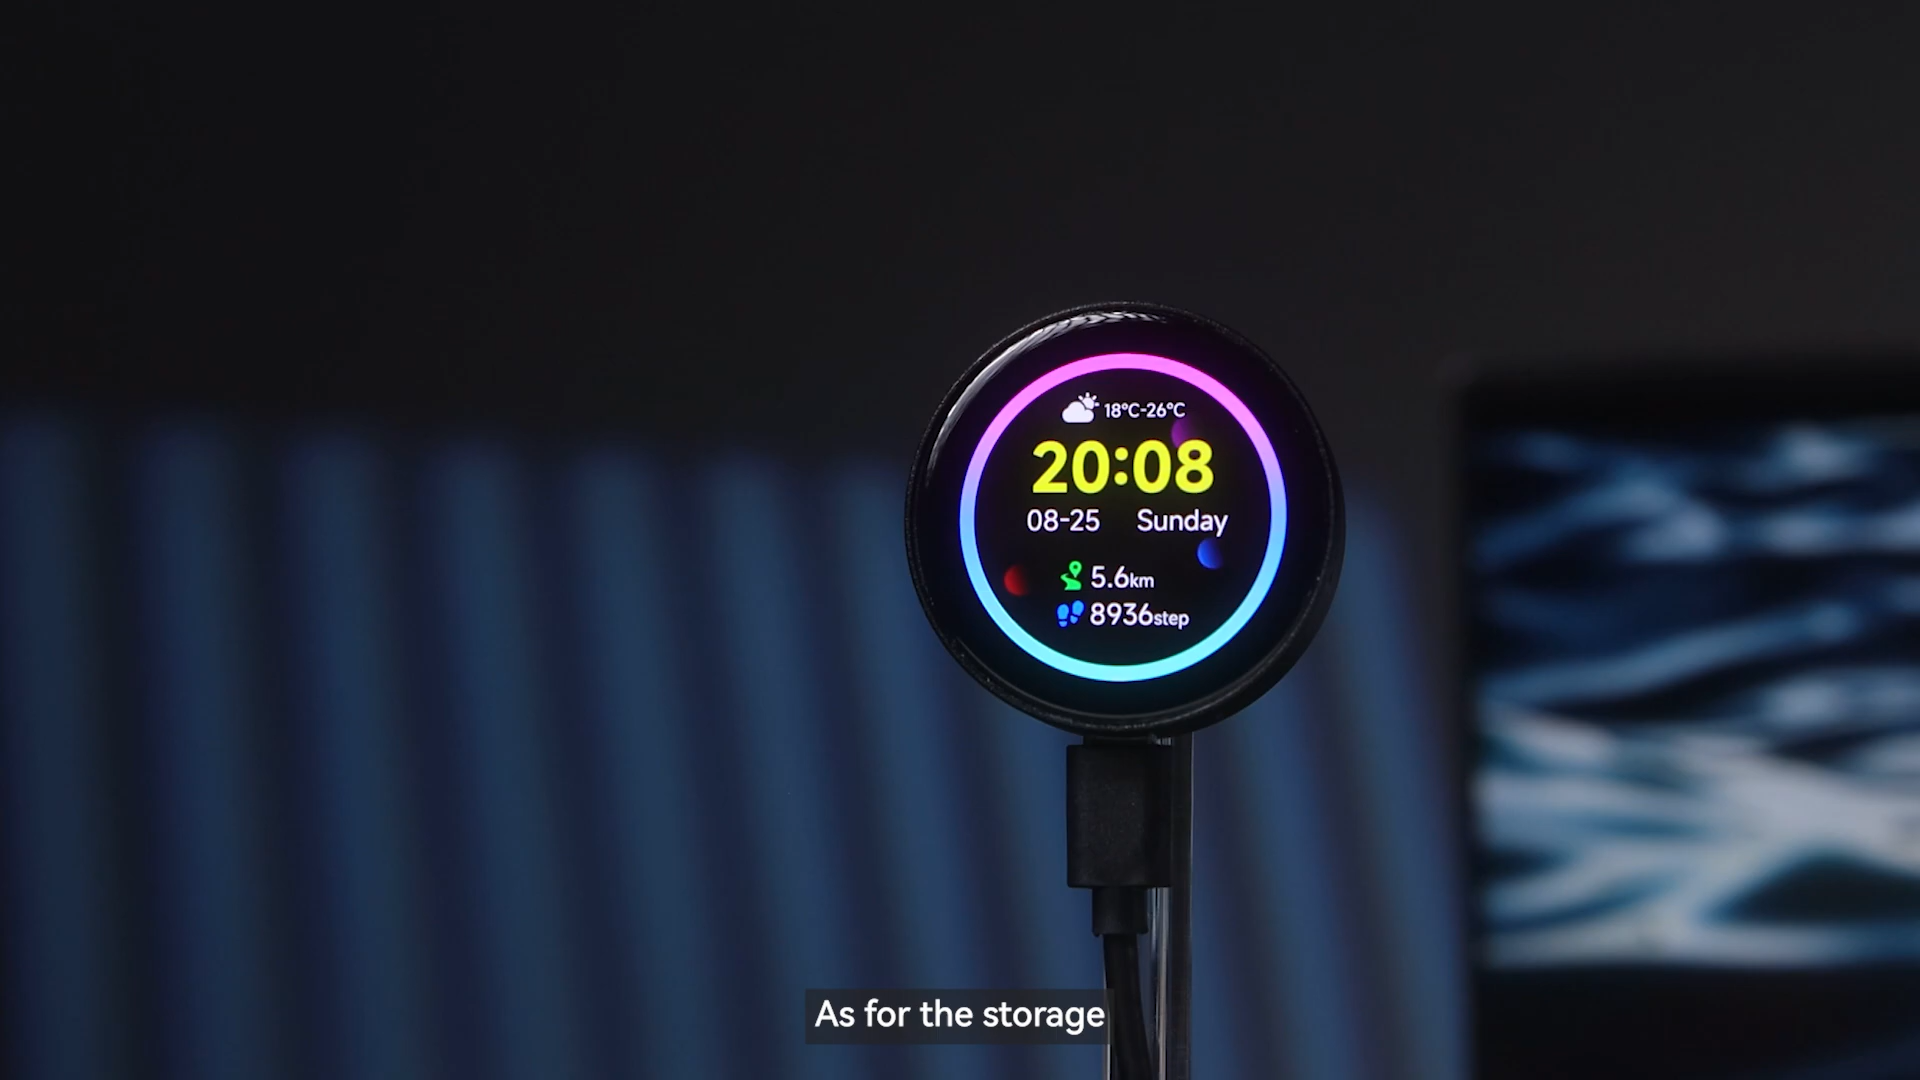 18°C-26°C
20:08
08-25 Sunday
5.6km
8936step
As for the storage